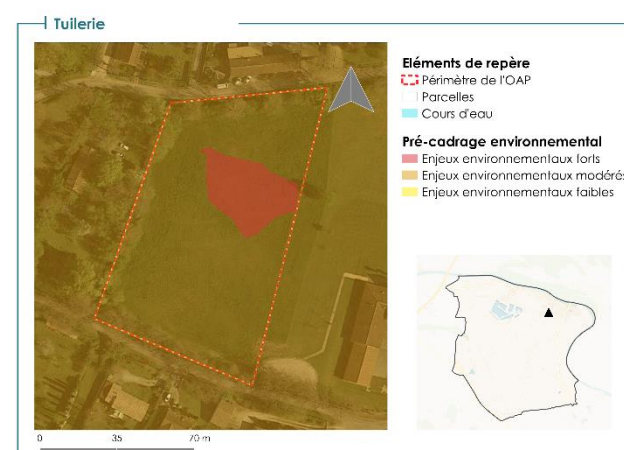 Tuilerie
Eléments de repère
Périmètre de l'OAP
Parcelles
Cours d'eau
Pré-cadrage environnemental
Enjeux environnementaux forts
Enjeux environnementaux modérés
Enjeux environnementaux faibles
0 35 70 m